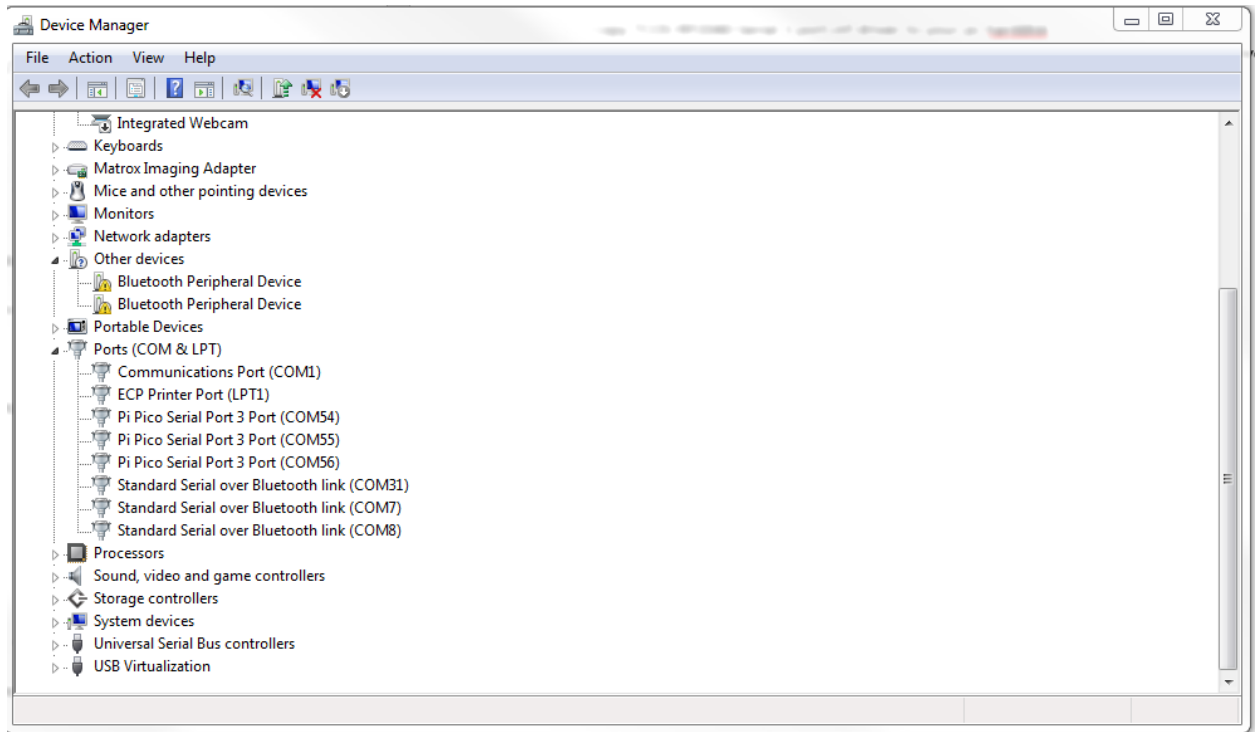 Device Manager
File Action View Help
Integrated Webcam
Keyboards
Matrox Imaging Adapter
Mice and other pointing devices
Monitors
Network adapters
Other devices
Bluetooth Peripheral Device
Bluetooth Peripheral Device
Portable Devices
Ports (COM & LPT)
Communications Port (COM1)
ECP Printer Port (LPT1)
Pi Pico Serial Port 3 Port (COM54)
Pi Pico Serial Port 3 Port (COM55)
Pi Pico Serial Port 3 Port (COM56)
Standard Serial over Bluetooth link (COM31)
Standard Serial over Bluetooth link (COM7)
Standard Serial over Bluetooth link (COM8)
Processors
Sound, video and game controllers
Storage controllers
System devices
Universal Serial Bus controllers
USB Virtualization